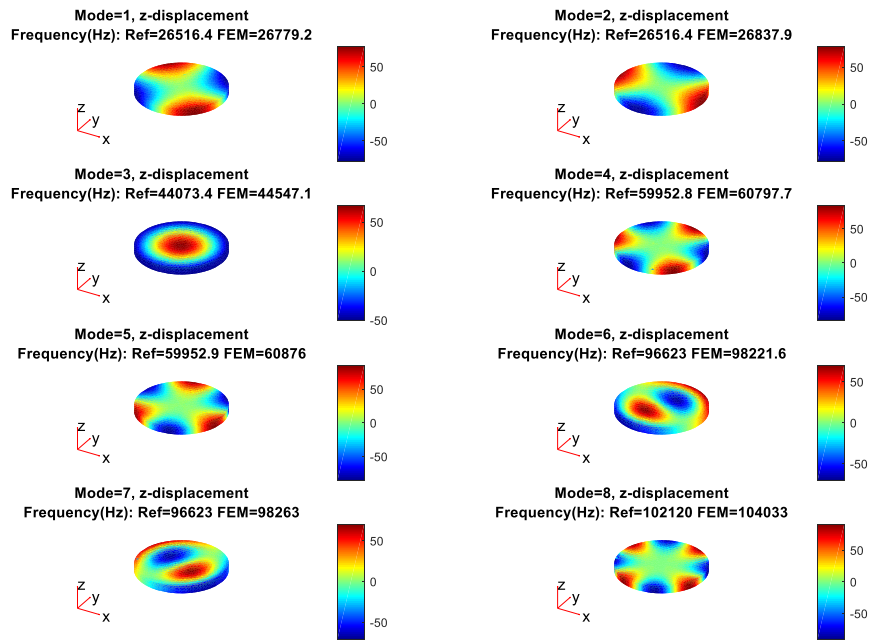 Mode=1, z-displacement
Frequency(Hz): Ref=26516.4 FEM=26779.2
50
0
-50
z
y
x
Mode=2, z-displacement
Frequency(Hz): Ref=26516.4 FEM=26837.9
50
0
-50
z
y
x
Mode=3, z-displacement
Frequency(Hz): Ref=44073.4 FEM=44547.1
50
0
-50
z
y
x
Mode=4, z-displacement
Frequency(Hz): Ref=59952.8 FEM=60797.7
50
0
-50
z
y
x
Mode=5, z-displacement
Frequency(Hz): Ref=59952.9 FEM=60876
50
0
-50
z
y
x
Mode=6, z-displacement
Frequency(Hz): Ref=96623 FEM=98221.6
50
0
-50
z
y
x
Mode=7, z-displacement
Frequency(Hz): Ref=96623 FEM=98263
50
0
-50
z
y
x
Mode=8, z-displacement
Frequency(Hz): Ref=102120 FEM=104033
50
0
-50
z
y
x